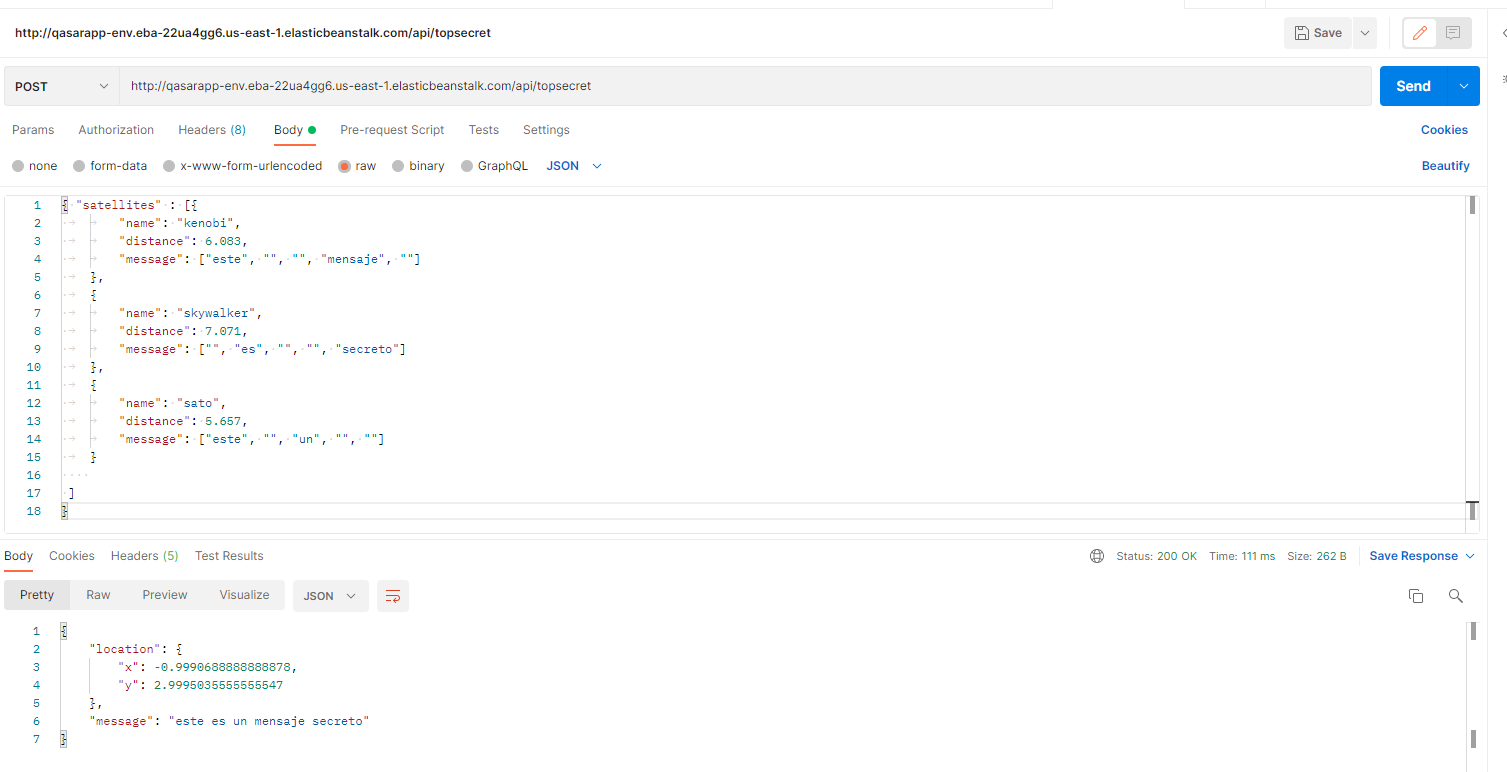 http://qasarapp-env.eba-22ua4gg6.us-east-1.elasticbeanstalk.com/api/topsecret Save
POST http://qasarapp-env.eba-22ua4gg6.us-east-1.elasticbeanstalk.com/api/topsecret Send
Params Authorization Headers (8) Body Pre-request Script Tests Settings Cookies
none form-data x-www-form-urlencoded raw binary GraphQL JSON Beautify
1 { "satellites" : [{
2 "name": "kenobi",
3 "distance": 6.083,
4 "message": ["este", "", "", "mensaje", ""]
5 },
6 {
7 "name": "skywalker",
8 "distance": 7.071,
9 "message": ["", "es", "", "", "secreto"]
10 },
11 {
12 "name": "sato",
13 "distance": 5.657,
14 "message": ["este", "", "un", "", ""]
15 }
16
17 ]
18 }
Body Cookies Headers (5) Test Results Status: 200 OK Time: 111 ms Size: 262 B Save Response
Pretty Raw Preview Visualize JSON
1 {
2 "location": {
3 "x": -0.9990688888888878,
4 "y": 2.9995035555555547
5 },
6 "message": "este es un mensaje secreto"
7 }